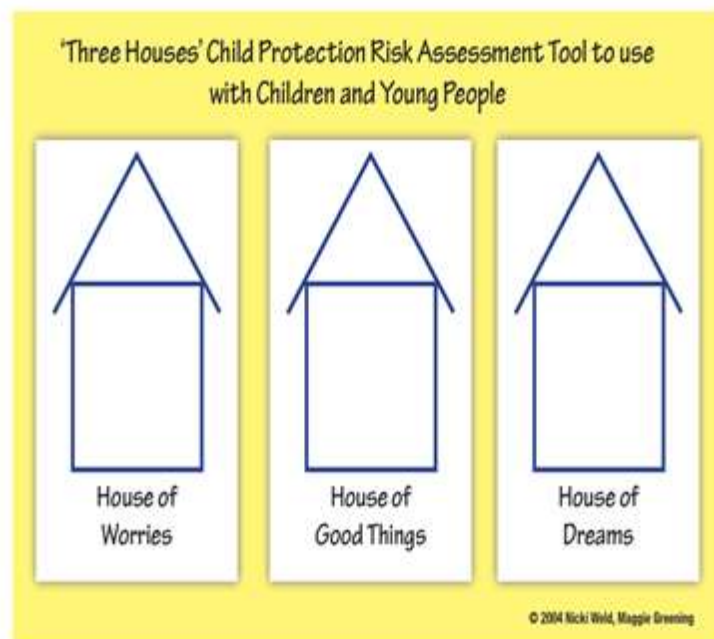 'Three Houses' Child Protection Risk Assessment Tool to use
with Children and Young People
House of
Worries
House of
Good Things
House of
Dreams
© 2004 Nicki Weld, Maggie Greening